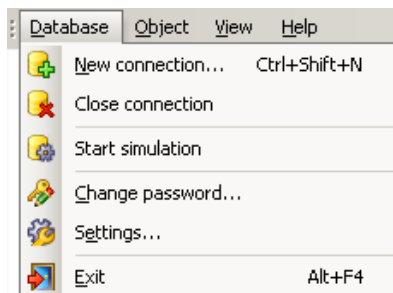 Database Object View Help
New connection... Ctrl+Shift+N
Close connection
Start simulation
Change password...
Settings...
Exit Alt+F4